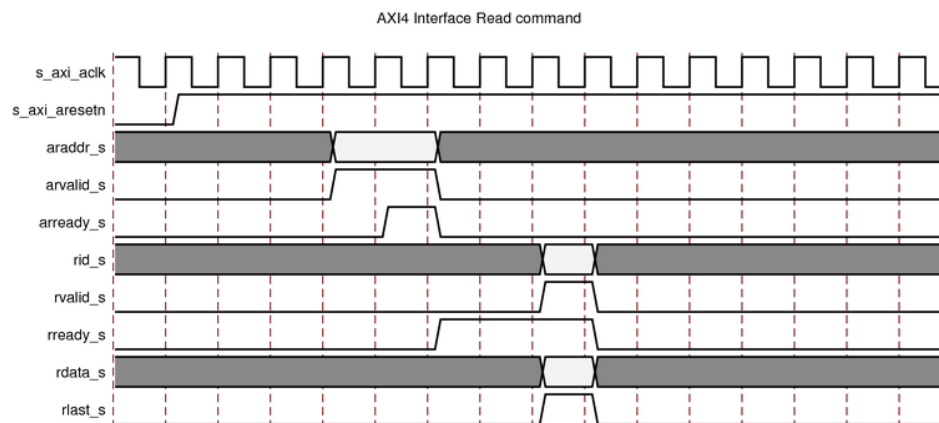 AXI4 Interface Read command
s_axi_aclk
s_axi_aresetn
araddr_s
arvalid_s
arready_s
rid_s
rvalid_s
rready_s
rdata_s
rlast_s